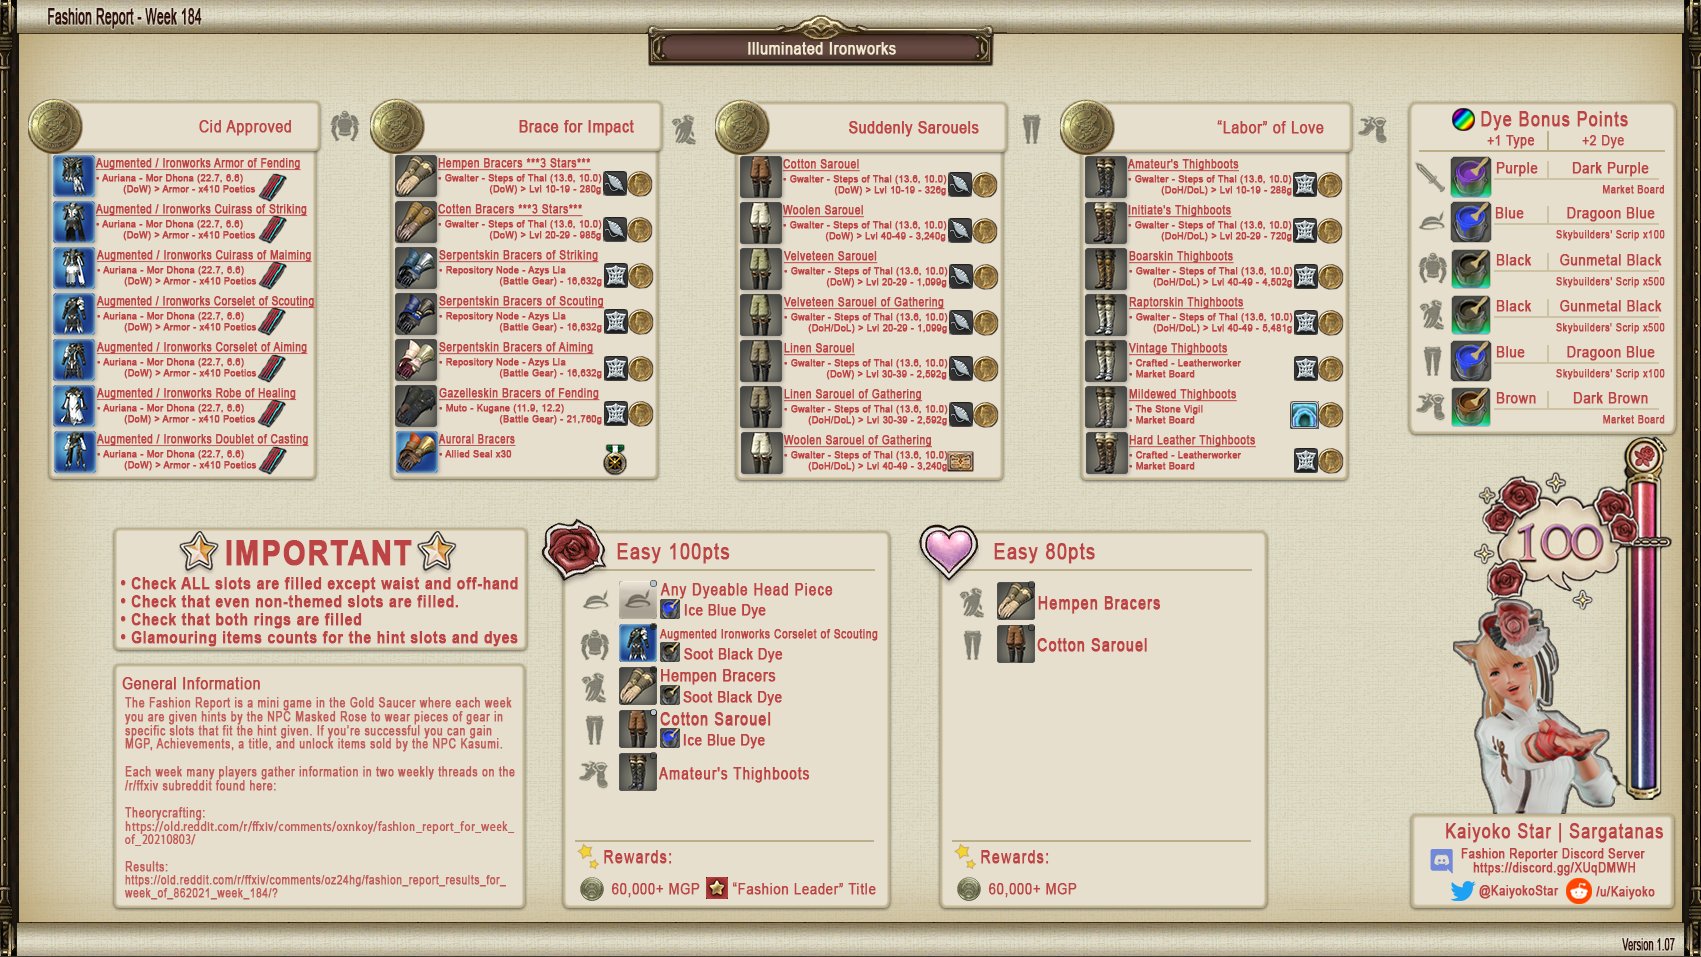 Fashion Report - Week 184
Illuminated Ironworks
Cid Approved
Augmented / Ironworks Armor of Fending
• Auriana - Mor Dhona (22.7, 6.6)
(DoW) > Armor - x410 Poetics
Augmented / Ironworks Cuirass of Striking
• Auriana - Mor Dhona (22.7, 6.6)
(DoW) > Armor - x410 Poetics
Augmented / Ironworks Cuirass of Maiming
• Auriana - Mor Dhona (22.7, 6.6)
(DoW) > Armor - x410 Poetics
Augmented / Ironworks Corselet of Scouting
• Auriana - Mor Dhona (22.7, 6.6)
(DoW) > Armor - x410 Poetics
Augmented / Ironworks Corselet of Aiming
• Auriana - Mor Dhona (22.7, 6.6)
(DoW) > Armor - x410 Poetics
Augmented / Ironworks Robe of Healing
• Auriana - Mor Dhona (22.7, 6.6)
(DoM) > Armor - x410 Poetics
Augmented / Ironworks Doublet of Casting
• Auriana - Mor Dhona (22.7, 6.6)
(DoM) > Armor - x410 Poetics
Brace for Impact
Hempen Bracers ***3 Stars***
• Gwalter - Steps of Thal (13.6, 10.0)
(DoW) > Lvl 10-19 - 280g
Cotten Bracers ***3 Stars***
• Gwalter - Steps of Thal (13.6, 10.0)
(DoW) > Lvl 20-29 - 985g
Serpentskin Bracers of Striking
• Repository Node - Azys Lla
(Battle Gear) - 16,632g
Serpentskin Bracers of Scouting
• Repository Node - Azys Lla
(Battle Gear) - 16,632g
Serpentskin Bracers of Aiming
• Repository Node - Azys Lla
(Battle Gear) - 16,632g
Gazelleskin Bracers of Fending
• Muto - Kugane (11.9, 12.2)
(Battle Gear) - 21,760g
Auroral Bracers
• Allied Seal x30
Suddenly Sarouels
Cotton Sarouel
• Gwalter - Steps of Thal (13.6, 10.0)
(DoW) > Lvl 10-19 - 326g
Woolen Sarouel
• Gwalter - Steps of Thal (13.6, 10.0)
(DoW) > Lvl 40-49 - 3,240g
Velveteen Sarouel
• Gwalter - Steps of Thal (13.6, 10.0)
(DoW) > Lvl 20-29 - 1,099g
Velveteen Sarouel of Gathering
• Gwalter - Steps of Thal (13.6, 10.0)
(DoH/DoL) > Lvl 20-29 - 1,099g
Linen Sarouel
• Gwalter - Steps of Thal (13.6, 10.0)
(DoW) > Lvl 30-39 - 2,592g
Linen Sarouel of Gathering
• Gwalter - Steps of Thal (13.6, 10.0)
(DoH/DoL) > Lvl 30-39 - 2,592g
Woolen Sarouel of Gathering
• Gwalter - Steps of Thal (13.6, 10.0)
(DoH/DoL) > Lvl 40-49 - 3,240g
“Labor” of Love
Amateur's Thighboots
• Gwalter - Steps of Thal (13.6, 10.0)
(DoH/DoL) > Lvl 10-19 - 288g
Initiate's Thighboots
• Gwalter - Steps of Thal (13.6, 10.0)
(DoH/DoL) > Lvl 20-29 - 720g
Boarskin Thighboots
• Gwalter - Steps of Thal (13.6, 10.0)
(DoH/DoL) > Lvl 40-49 - 4,502g
Raptorskin Thighboots
• Gwalter - Steps of Thal (13.6, 10.0)
(DoH/DoL) > Lvl 40-49 - 5,481g
Vintage Thighboots
• Crafted - Leatherworker
• Market Board
Mildewed Thighboots
• The Stone Vigil
• Market Board
Hard Leather Thighboots
• Crafted - Leatherworker
• Market Board
Dye Bonus Points
+1 Type +2 Dye
Purple Dark Purple
Market Board
Blue Dragoon Blue
Skybuilders' Scrip x100
Black Gunmetal Black
Skybuilders' Scrip x500
Black Gunmetal Black
Skybuilders' Scrip x500
Blue Dragoon Blue
Skybuilders' Scrip x100
Brown Dark Brown
Market Board
IMPORTANT
• Check ALL slots are filled except waist and off-hand
• Check that even non-themed slots are filled.
• Check that both rings are filled
• Glamouring items counts for the hint slots and dyes
General Information
The Fashion Report is a mini game in the Gold Saucer where each week
you are given hints by the NPC Masked Rose to wear pieces of gear in
specific slots that fit the hint given. If you're successful you can gain
MGP, Achievements, a title, and unlock items sold by the NPC Kasumi.
Each week many players gather information in two weekly threads on the
/r/ffxiv subreddit found here:
Theorycrafting:
https://old.reddit.com/r/ffxiv/comments/oxnkoy/fashion_report_for_week_
of_20210803/
Results:
https://old.reddit.com/r/ffxiv/comments/oz24hg/fashion_report_results_for_
week_of_862021_week_184/?
Easy 100pts
Any Dyeable Head Piece
Ice Blue Dye
Augmented Ironworks Corselet of Scouting
Soot Black Dye
Hempen Bracers
Soot Black Dye
Cotton Sarouel
Ice Blue Dye
Amateur's Thighboots
Rewards:
60,000+ MGP “Fashion Leader” Title
Easy 80pts
Hempen Bracers
Cotton Sarouel
Rewards:
60,000+ MGP
100
Kaiyoko Star | Sargatanas
Fashion Reporter Discord Server
https://discord.gg/XUqDMWH
@KaiyokoStar /u/Kaiyoko
Version 1.07